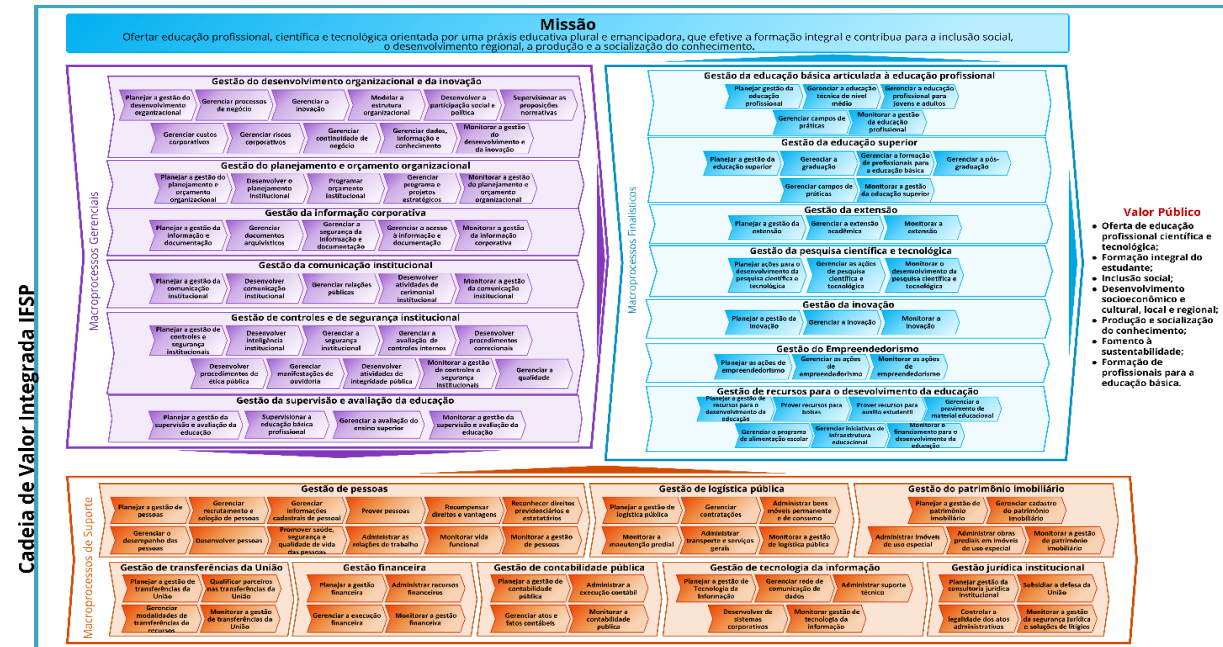 Cadeia de Valor Integrada IFSP
Missão
Ofertar educação profissional, científica e tecnológica orientada por uma práxis educativa plural e emancipadora, que efetive a formação integral e contribua para a inclusão social,
o desenvolvimento regional, a produção e a socialização do conhecimento.
Macroprocessos Gerenciais
Gestão do desenvolvimento organizacional e da inovação
Planejar a gestão do
desenvolvimento
organizacional
Gerenciar processos
de negócio
Gerenciar a
inovação
Modelar a
estrutura
organizacional
Desenvolver a
participação social e
política
Supervisionar as
proposições
normativas
Gerenciar custos
corporativos
Gerenciar riscos
corporativos
Gerenciar
continuidade de
negócio
Gerenciar dados,
informação e
conhecimento
Monitorar a gestão
do
desenvolvimento e
da inovação
Gestão do planejamento e orçamento organizacional
Planejar a gestão do
planejamento e
orçamento
organizacional
Desenvolver o
planejamento
institucional
Programar
orçamento
institucional
Gerenciar
programa e
projetos
estratégicos
Monitorar a gestão
do planejamento e
orçamento
organizacional
Gestão da informação corporativa
Planejar a gestão da
informação e
documentação
Gerenciar
documentos
arquivísticos
Gerenciar a
segurança da
informação e
documentação
Gerenciar a acesso
à informação e
documentação
Monitorar a gestão
da informação
corporativa
Gestão da comunicação institucional
Planejar a gestão da
comunicação
institucional
Desenvolver
comunicação
institucional
Gerenciar relações
públicas
Desenvolver
atividades de
cerimonial
institucional
Monitorar a gestão
da comunicação
institucional
Gestão de controles e de segurança institucional
Planejar a gestão de
controles e
segurança
institucionais
Desenvolver
inteligência
institucional
Gerenciar a
segurança
institucional
Gerenciar a
avaliação de
controles internos
Desenvolver
procedimentos
correcionais
Desenvolver
procedimentos de
ética pública
Gerenciar
manifestações de
ouvidoria
Desenvolver
atividades de
integridade pública
Monitorar a gestão
de controles e
segurança
institucionais
Gerenciar a
qualidade
Gestão da supervisão e avaliação da educação
Planejar a gestão da
supervisão e avaliação da
educação
Supervisionar a
educação básica
profissional
Gerenciar a avaliação do
ensino superior
Monitorar a gestão da
supervisão e avaliação da
educação
Macroprocessos Finalísticos
Gestão da educação básica articulada à educação profissional
Planejar gestão da
educação
profissional
Gerenciar a educação
técnica de nível
médio
Gerenciar a educação
profissional para
jovens e adultos
Gerenciar campos de
práticas
Monitorar a gestão
da educação
profissional
Gestão da educação superior
Planejar a gestão da
educação superior
Gerenciar a
graduação
Gerenciar a formação
de profissionais para
a educação básica
Gerenciar a pós-
graduação
Gerenciar campos de
práticas
Monitorar a gestão
da educação superior
Gestão da extensão
Planejar a gestão da
extensão
Gerenciar a extensão
acadêmica
Monitorar a
extensão
Gestão da pesquisa científica e tecnológica
Planejar ações para o
desenvolvimento da
pesquisa científica e
tecnológica
Gerenciar as ações
de pesquisa
científica e
tecnológica
Monitorar o
desenvolvimento da
pesquisa científica e
tecnológica
Gestão da inovação
Planejar a gestão da
inovação
Gerenciar a inovação
Monitorar a
inovação
Gestão do Empreendedorismo
Planejar as ações de
empreendedorismo
Gerenciar as ações
de
empreendedorismo
Monitorar as ações
de
empreendedorismo
Gestão de recursos para o desevolvimento da educação
Planejar a gestão de
recursos para o
desenvolvimento da
educação
Prover recursos para
bolsas
Prover recursos para
auxílio estudantil
Gerenciar o
provimento de
material educacional
Gerenciar o programa
de alimentação escolar
Gerenciar iniciativas de
infraestrutura
educacional
Monitorar o
financiamento para o
desenvolvimento da
educação
Valor Público
• Oferta de educação
profissional científica e
tecnológica;
• Formação integral do
estudante;
• Inclusão social;
• Desenvolvimento
socioeconômico e
cultural, local e regional;
• Produção e socialização
do conhecimento;
• Fomento à
sustentabilidade;
• Formação de
profissionais para a
educação básica.
Macroprocessos de Suporte
Gestão de pessoas
Planejar a gestão de
pessoas
Gerenciar
recrutamento e
seleção de pessoas
Gerenciar
informações
cadastrais de pessoal
Prover pessoas
Recompensar
direitos e vantagens
Reconhecer direitos
previdenciários e
estatutários
Gerenciar o
desempenho das
pessoas
Desenvolver pessoas
Promover saúde,
segurança e
qualidade de vida
das pessoas
Administrar as
relações de trabalho
Monitorar vida
funcional
Monitorar a gestão
de pessoas
Gestão de logística pública
Planejar a gestão de
logística pública
Gerenciar
contratações
Administrar bens
móveis permanente
e de consumo
Monitorar a
manutenção predial
Administrar
transporte e serviços
gerais
Monitorar a gestão
de logística pública
Gestão do patrimônio imobiliário
Planejar a gestão de
patrimônio
imobiliário
Gerenciar cadastro
do patrimônio
imobiliário
Administrar imóveis
de uso especial
Administrar obras
prediais em imóveis
de uso especial
Monitorar a gestão
do patrimônio
imobiliário
Gestão de transferências da União
Planejar a gestão de
transferências da
União
Qualificar parceiros
nas transferências da
União
Gerenciar
modalidades de
transferências da
recursos
Monitorar a gestão
de transferências da
União
Gestão financeira
Planejar a gestão
financeira
Administrar recursos
financeiros
Gerenciar a execução
financeira
Monitorar a gestão
financeira
Gestão de contabilidade pública
Planejar a gestão de
contabilidade
pública
Administrar a
execução contábil
Gerenciar atos e
fatos contábeis
Monitorar a
contabilidade
publica
Gestão de tecnologia da informação
Planejar a gestão de
Tecnologia da
Informação
Gerenciar rede de
comunicação de
dados
Administrar suporte
técnico
Desenvolver de
sistemas
corporativos
Monitorar gestão de
tecnologia da
informação
Gestão jurídica institucional
Planejar gestão da
consultoria jurídica
institucional
Subsidiar a defesa da
União
Controlar a
legalidade dos atos
administrativos
Monitorar a gestão
da segurança jurídica
e soluções de litígios